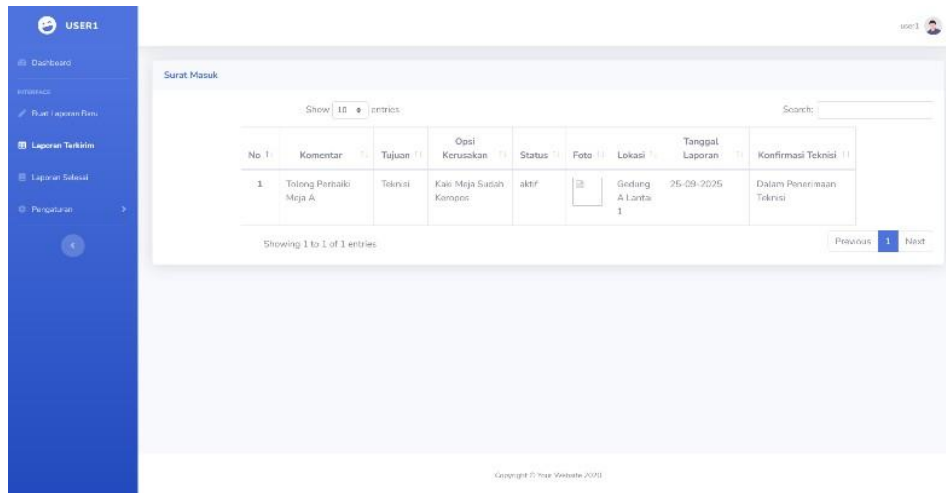 USER1
user1
Dashboard
INTERFACE
Buat Laporan Baru
Laporan Terkirim
Laporan Selesai
Pengaturan
Surat Masuk
Show 10 entries
Search:
No Komentar Tujuan Opsi Kerusakan Status Foto Lokasi Tanggal Laporan Konfirmasi Teknisi
1 Tolong Perbaiki Meja A Teknisi Kaki Meja Sudah Keropos aktif Gedung A Lantai 1 25-09-2025 Dalam Penerimaan Teknisi
Showing 1 to 1 of 1 entries
Previous 1 Next
Copyright © Your Website 2020